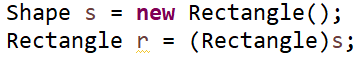 Shape s = new Rectangle();
Rectangle r = (Rectangle)s;